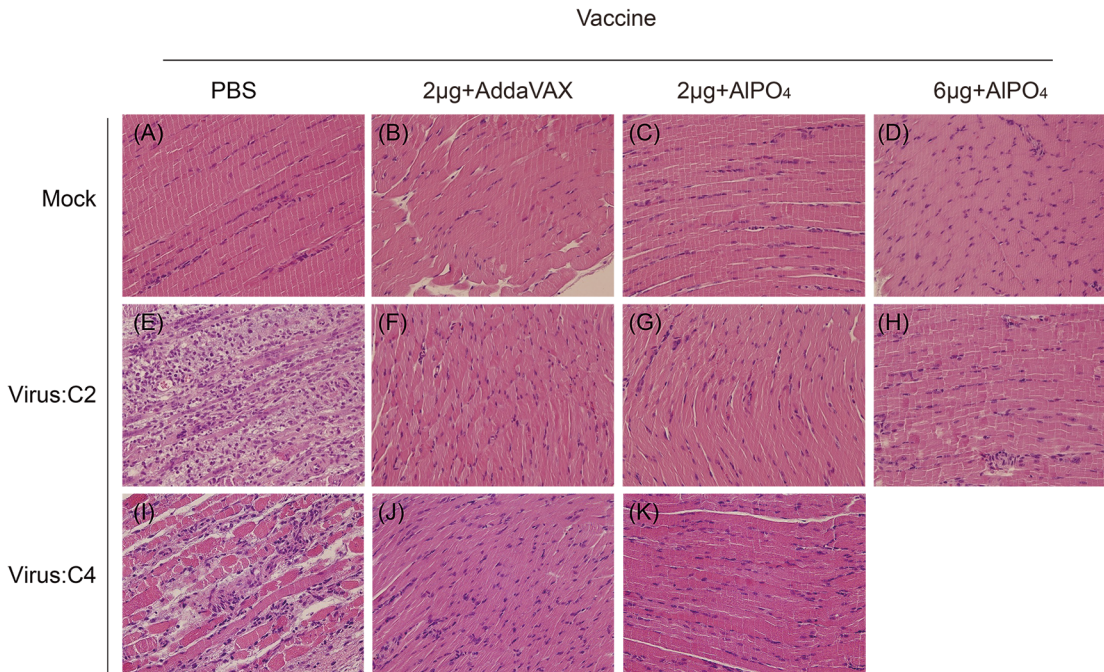 Vaccine
PBS
2μg+AddaVAX
2μg+AlPO₄
6μg+AlPO₄
Mock
(A)
(B)
(C)
(D)
Virus:C2
(E)
(F)
(G)
(H)
Virus:C4
(I)
(J)
(K)